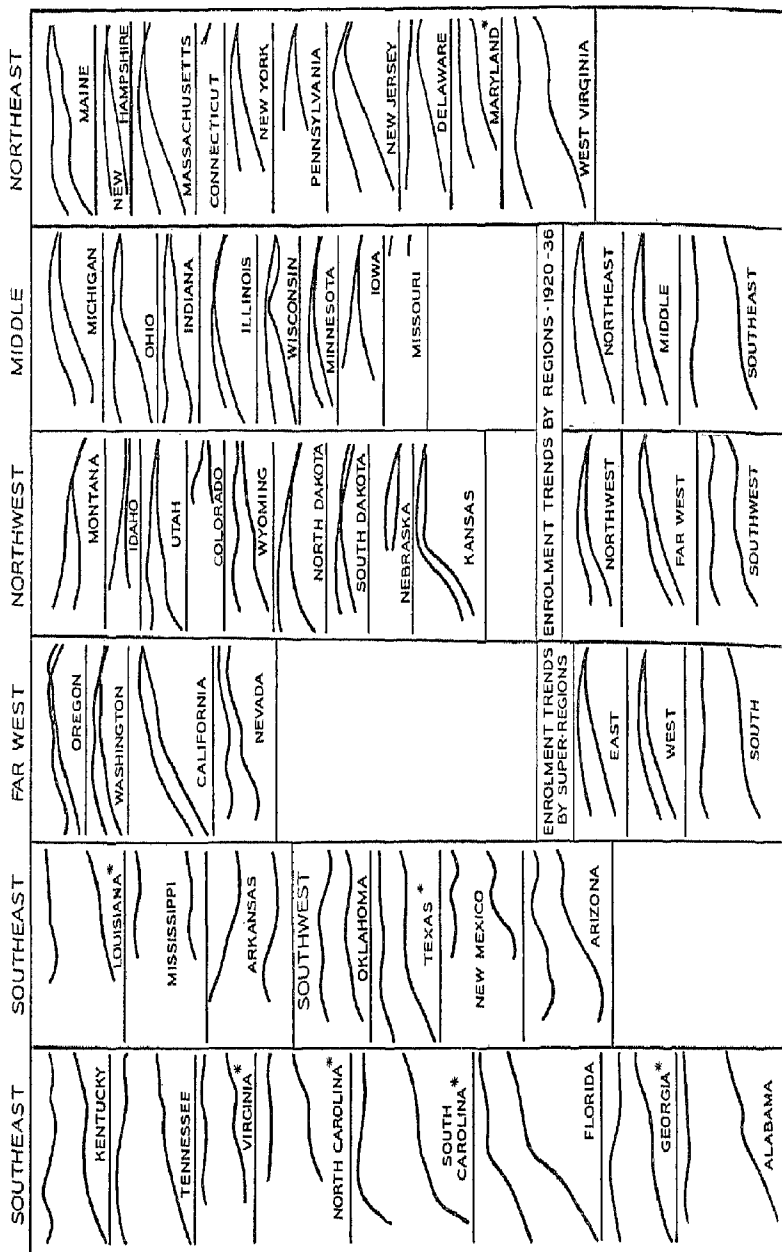 SOUTHEAST
KENTUCKY
TENNESSEE
VIRGINIA*
NORTH CAROLINA*
SOUTH
CAROLINA*
FLORIDA
GEORGIA*
ALABAMA
SOUTHEAST
LOUISIANA*
MISSISSIPPI
ARKANSAS
SOUTHWEST
OKLAHOMA
TEXAS*
NEW MEXICO
ARIZONA
FAR WEST
OREGON
WASHINGTON
CALIFORNIA
NEVADA
NORTHWEST
MONTANA
IDAHO
UTAH
COLORADO
WYOMING
NORTH DAKOTA
SOUTH DAKOTA
NEBRASKA
KANSAS
MIDDLE
MICHIGAN
OHIO
INDIANA
ILLINOIS
WISCONSIN
MINNESOTA
IOWA
MISSOURI
NORTHEAST
MAINE
NEW
HAMPSHIRE
MASSACHUSETTS
CONNECTICUT
NEW YORK
PENNSYLVANIA
NEW JERSEY
DELAWARE
MARYLAND*
WEST VIRGINIA
ENROLMENT TRENDS
BY SUPER-REGIONS
EAST
WEST
SOUTH
ENROLMENT TRENDS BY REGIONS-1920-36
NORTHWEST
FAR WEST
SOUTHWEST
NORTHEAST
MIDDLE
SOUTHEAST